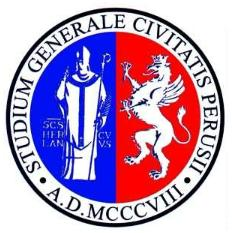 • STUDIUM GENERALE CIVITATIS PERUSII •
A.D. MCCCVIII
SCS
HER CV
LAN VS